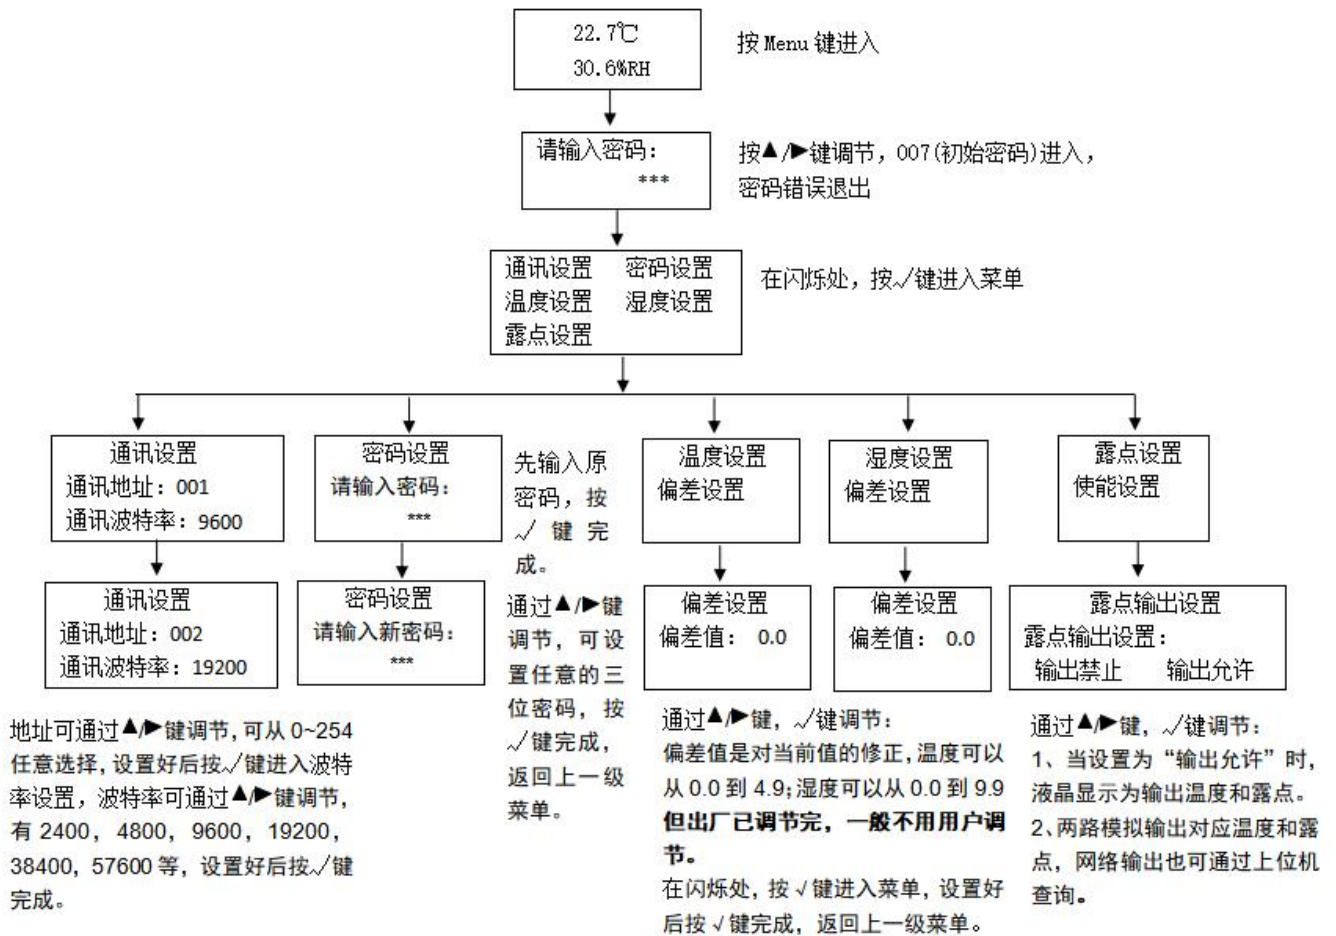 22.7℃
30.6%RH
按 Menu 键进入
请输入密码：
***
按▲/▶键调节，007(初始密码)进入，
密码错误退出
通讯设置 密码设置
温度设置 湿度设置
露点设置
在闪烁处，按√键进入菜单
通讯设置
通讯地址：001
通讯波特率：9600
密码设置
请输入密码：
***
先输入原
密码，按
√ 键 完
成。
温度设置
偏差设置
湿度设置
偏差设置
露点设置
使能设置
通讯设置
通讯地址：002
通讯波特率：19200
密码设置
请输入新密码：
***
通过▲/▶键
调节，可设
置任意的三
位密码，按
√键完成，
返回上一级
菜单。
偏差设置
偏差值： 0.0
偏差设置
偏差值： 0.0
露点输出设置
露点输出设置：
输出禁止 输出允许
地址可通过▲/▶键调节，可从 0~254
任意选择，设置好后按√键进入波特
率设置，波特率可通过▲/▶键调节，
有 2400，4800，9600，19200，
38400，57600 等，设置好后按√键
完成。
通过▲/▶键，√键调节：
偏差值是对当前值的修正，温度可以
从 0.0 到 4.9；湿度可以从 0.0 到 9.9
但出厂已调节完，一般不用用户调
节。
在闪烁处，按 √ 键进入菜单，设置好
后按 √ 键完成，返回上一级菜单。
通过▲/▶键，√键调节：
1、当设置为“输出允许”时，
液晶显示为输出温度和露点。
2、两路模拟输出对应温度和露
点，网络输出也可通过上位机
查询。